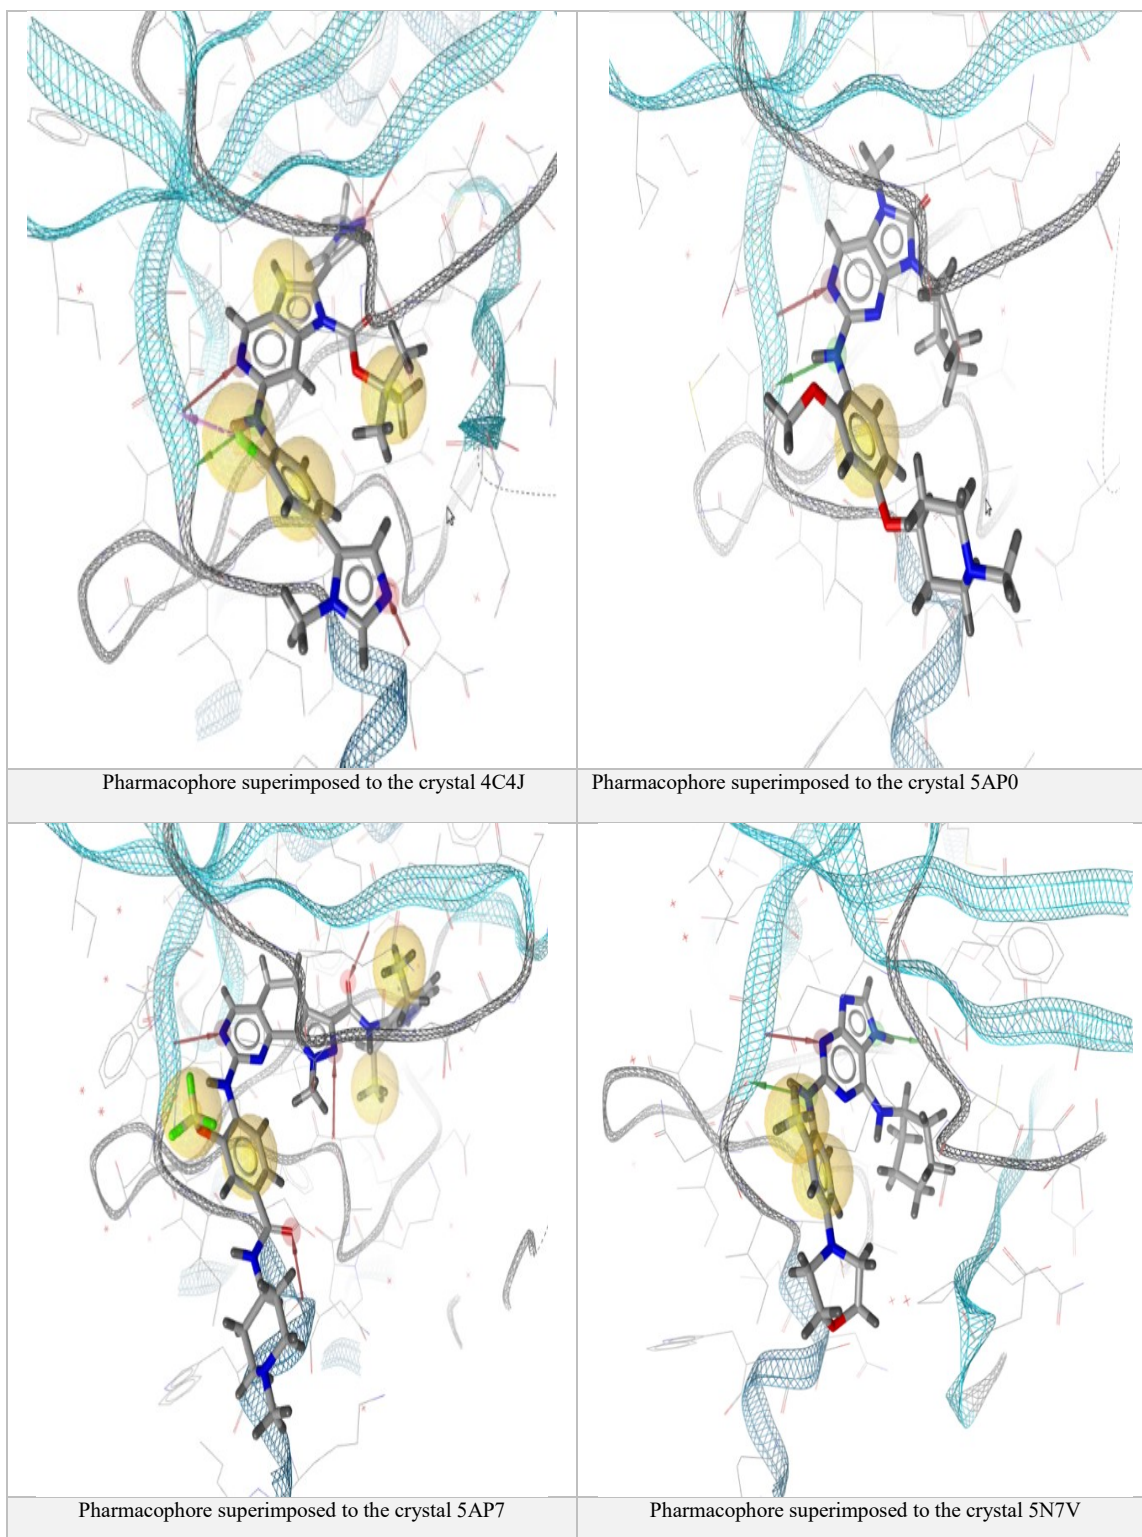 Pharmacophore superimposed to the crystal 4C4J
Pharmacophore superimposed to the crystal 5AP0
Pharmacophore superimposed to the crystal 5AP7
Pharmacophore superimposed to the crystal 5N7V